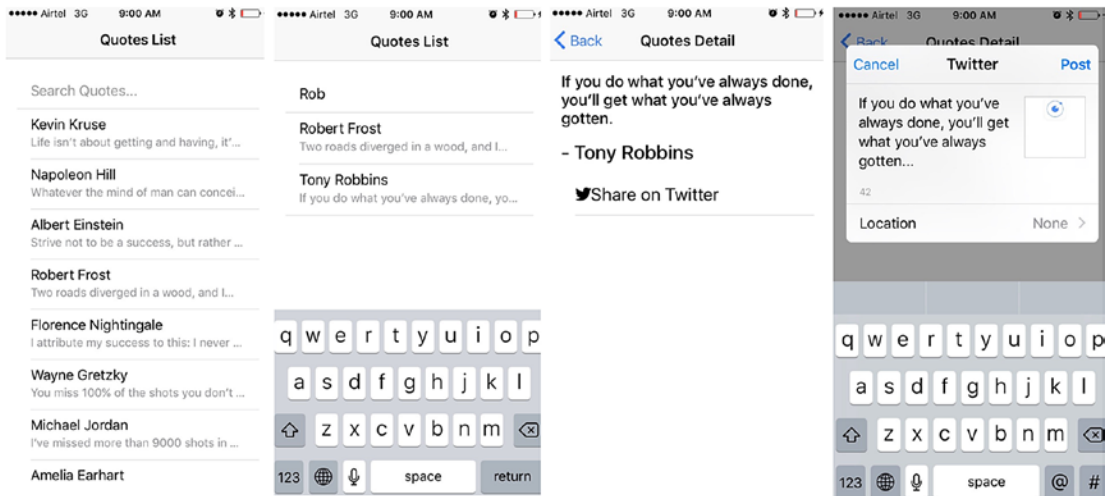 Airtel 3G 9:00 AM
Quotes List
Search Quotes...
Kevin Kruse
Life isn't about getting and having, it'...
Napoleon Hill
Whatever the mind of man can concei...
Albert Einstein
Strive not to be a success, but rather ...
Robert Frost
Two roads diverged in a wood, and I...
Florence Nightingale
I attribute my success to this: I never ...
Wayne Gretzky
You miss 100% of the shots you don't ...
Michael Jordan
I've missed more than 9000 shots in ...
Amelia Earhart
Airtel 3G 9:00 AM
Quotes List
Rob
Robert Frost
Two roads diverged in a wood, and I...
Tony Robbins
If you do what you've always done, yo...
q w e r t y u i o p
a s d f g h j k l
z x c v b n m
123 space return
Airtel 3G 9:00 AM
Back Quotes Detail
If you do what you've always done,
you'll get what you've always
gotten.
- Tony Robbins
Share on Twitter
Airtel 3G 9:00 AM
Back Quotes Detail
Cancel Twitter Post
If you do what you've
always done, you'll get
what you've always
gotten...
42
Location None >
q w e r t y u i o p
a s d f g h j k l
z x c v b n m
123 space @ #